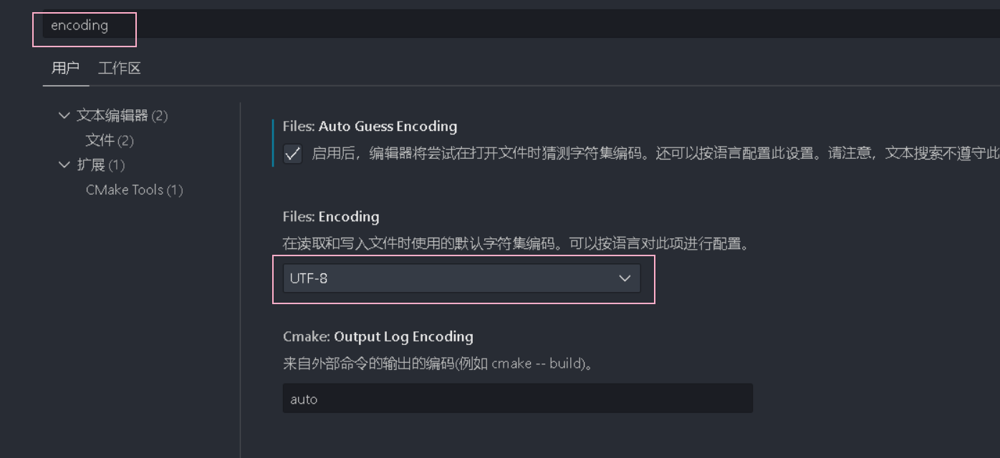 encoding
用户 工作区
文本编辑器 (2)
文件 (2)
扩展 (1)
CMake Tools (1)
Files: Auto Guess Encoding
启用后，编辑器将尝试在打开文件时猜测字符集编码。还可以按语言配置此设置。请注意，文本搜索不遵守此
Files: Encoding
在读取和写入文件时使用的默认字符集编码。可以按语言对此项进行配置。
UTF-8
Cmake: Output Log Encoding
来自外部命令的输出的编码(例如 cmake -- build)。
auto